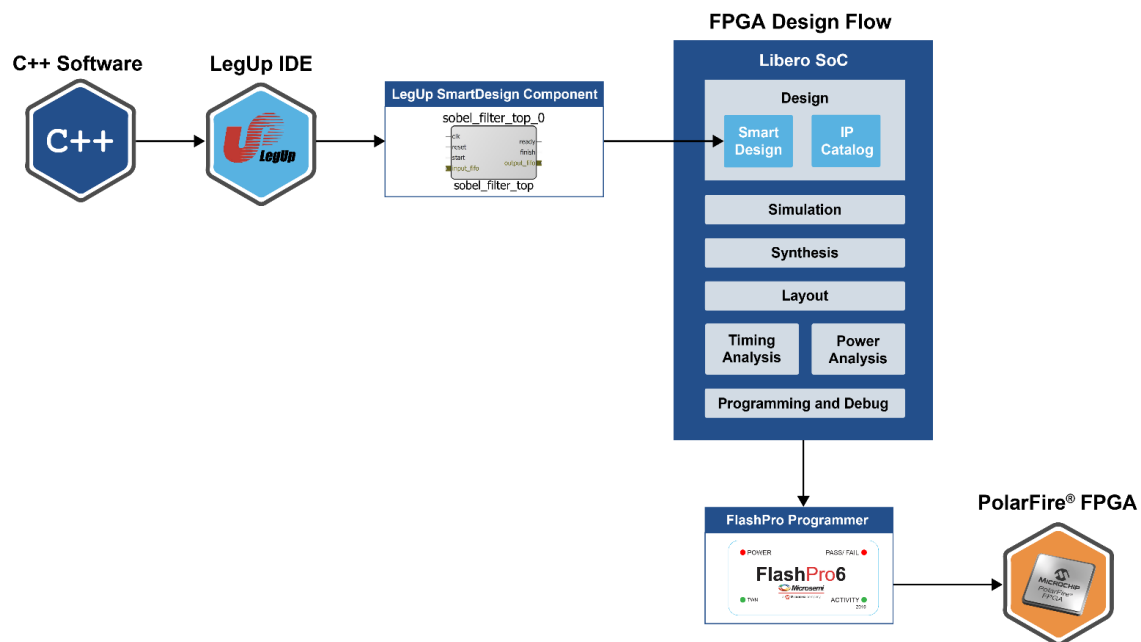 FPGA Design Flow
C++ Software
LegUp IDE
Libero SoC
C++
LegUp
LegUp SmartDesign Component
sobel_filter_top_0
clk
reset
start
input_fifo
ready
finish
output_fifo
sobel_filter_top
Design
Smart
Design
IP
Catalog
Simulation
Synthesis
Layout
Timing
Analysis
Power
Analysis
Programming and Debug
FlashPro Programmer
POWER
PASS/ FAIL
FlashPro6
Microsemi
ACTIVITY
PolarFire® FPGA
MICROCHIP
PolarFire®
FPGA